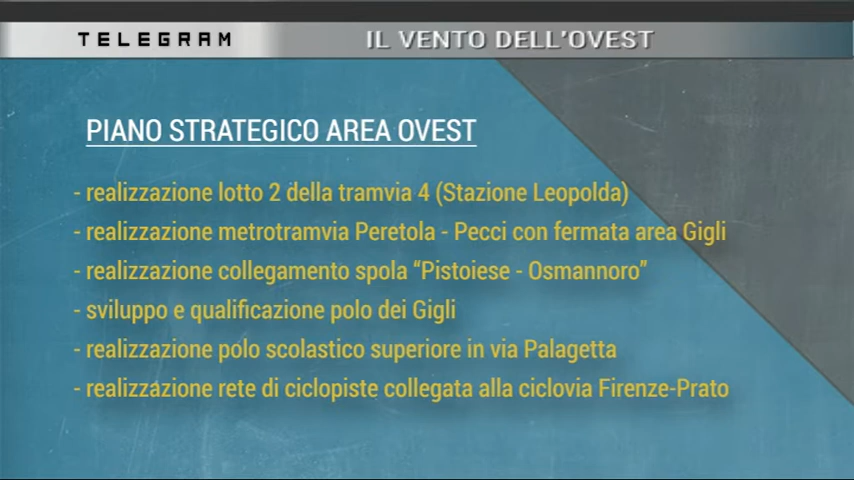 TELEGRAM
IL VENTO DELL'OVEST
PIANO STRATEGICO AREA OVEST
- realizzazione lotto 2 della tramvia 4 (Stazione Leopolda)
- realizzazione metrotramvia Peretola - Pecci con fermata area Gigli
- realizzazione collegamento spola “Pistoiese - Osmannoro”
- sviluppo e qualificazione polo dei Gigli
- realizzazione polo scolastico superiore in via Palagetta
- realizzazione rete di ciclopiste collegata alla ciclovia Firenze-Prato